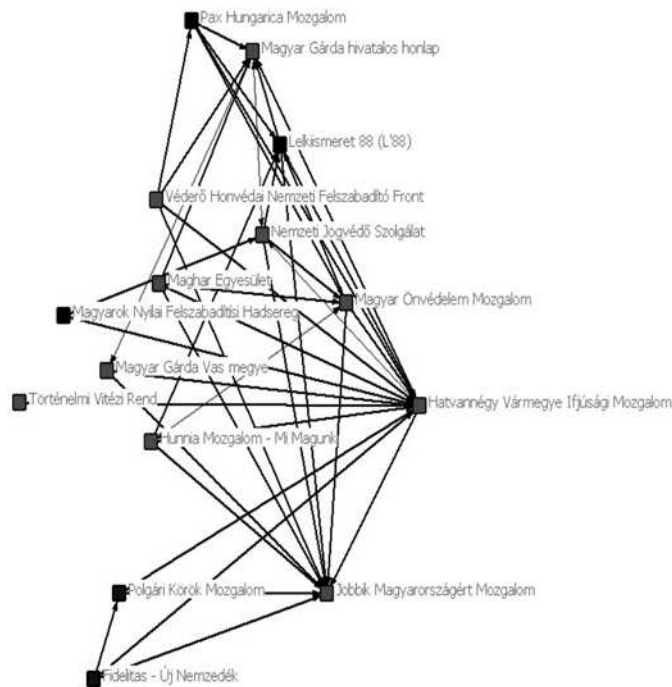 Pax Hungarica Mozgalom
Magyar Gárda hivatalos honlap
Lelkiismeret 88 (L'88)
Véderő Honvédai Nemzeti Felszabadító Front
Nemzeti Jogvédő Szolgálat
Maghar Egyesület
Magyar Önvédelem Mozgalom
Magyarok Nyilai Felszabadítisi Hadsereg
Magyar Gárda Vas megye
Történelmi Vitézi Rend
Hatvannégy Vármegye Ifjúsági Mozgalom
Hunnia Mozgalom - Mi Magunk
Polgári Körök Mozgalom
Jobbik Magyarországért Mozgalom
Fidelitas - Új Nemzedék